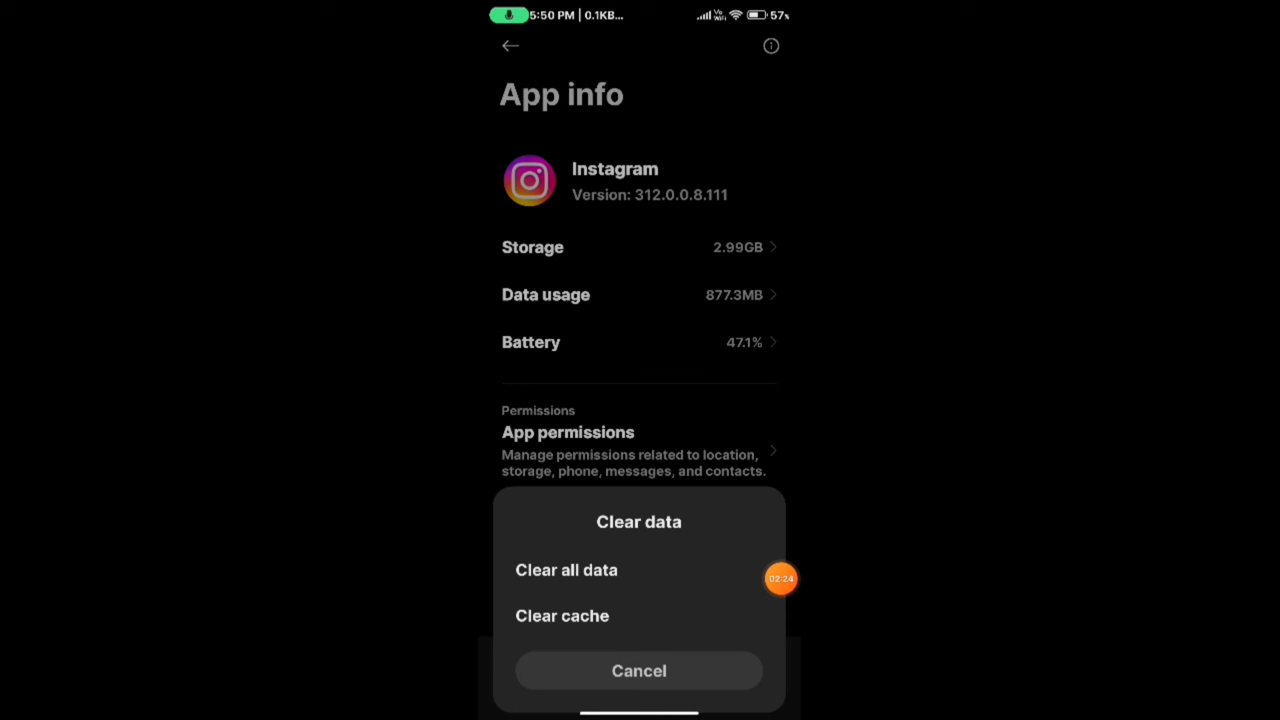 5:50 PM | 0.1KB... 57%
App info
Instagram
Version: 312.0.0.8.111
Storage 2.99GB
Data usage 877.3MB
Battery 47.1%
Permissions
App permissions
Manage permissions related to location,
storage, phone, messages, and contacts.
Clear data
Clear all data
02:24
Clear cache
Cancel